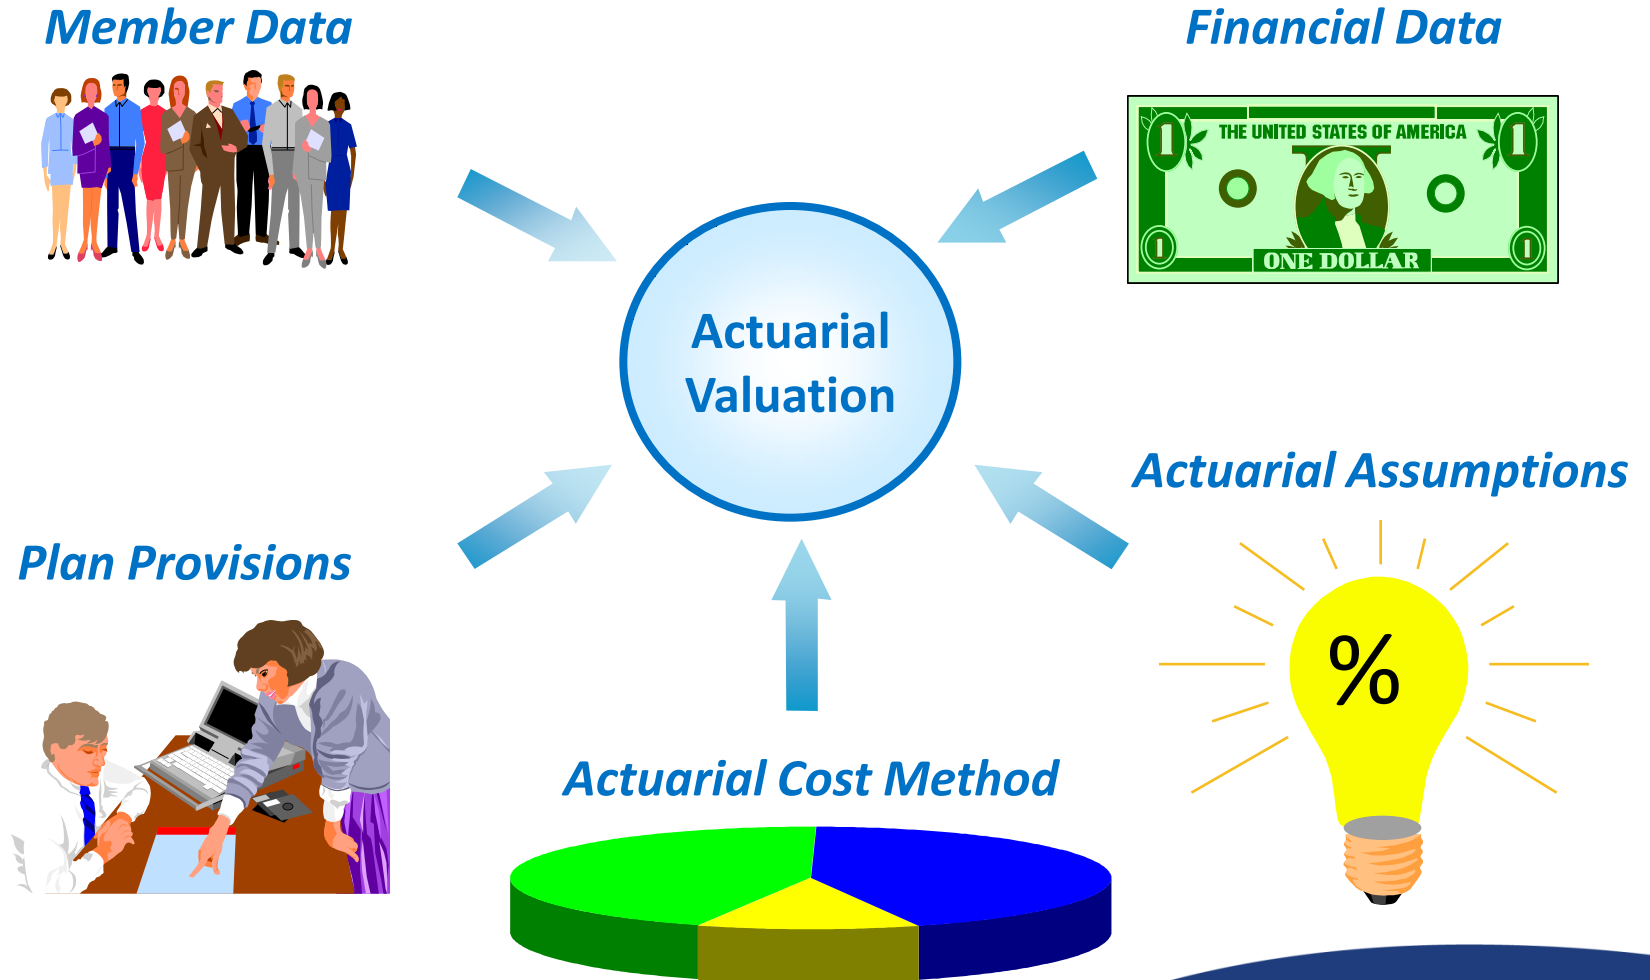 Member Data
Financial Data
1
1
THE UNITED STATES OF AMERICA
1
1
ONE DOLLAR
Actuarial
Valuation
Actuarial Assumptions
Plan Provisions
%
Actuarial Cost Method